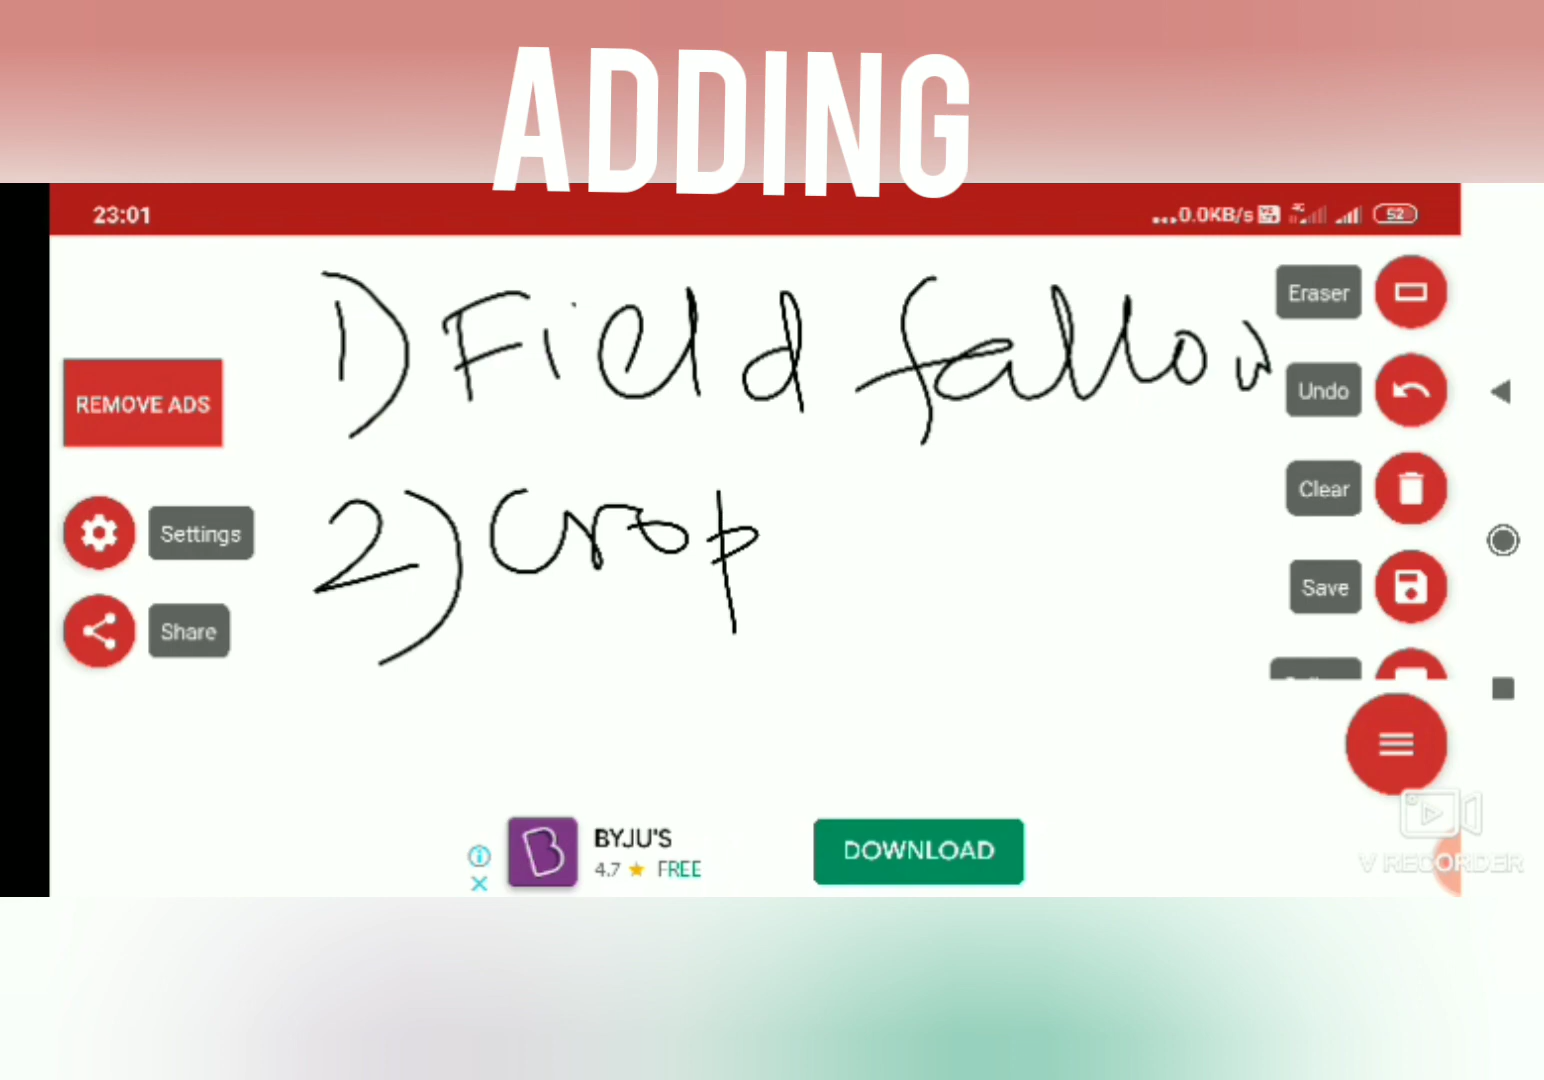 ADDING
23:01
...0.0KB/s 4G 52
1) Field fallow
Eraser
REMOVE ADS
Undo
2) Crop
Clear
Settings
Save
Share
BYJU'S
4.7 ★ FREE
DOWNLOAD
V RECORDER